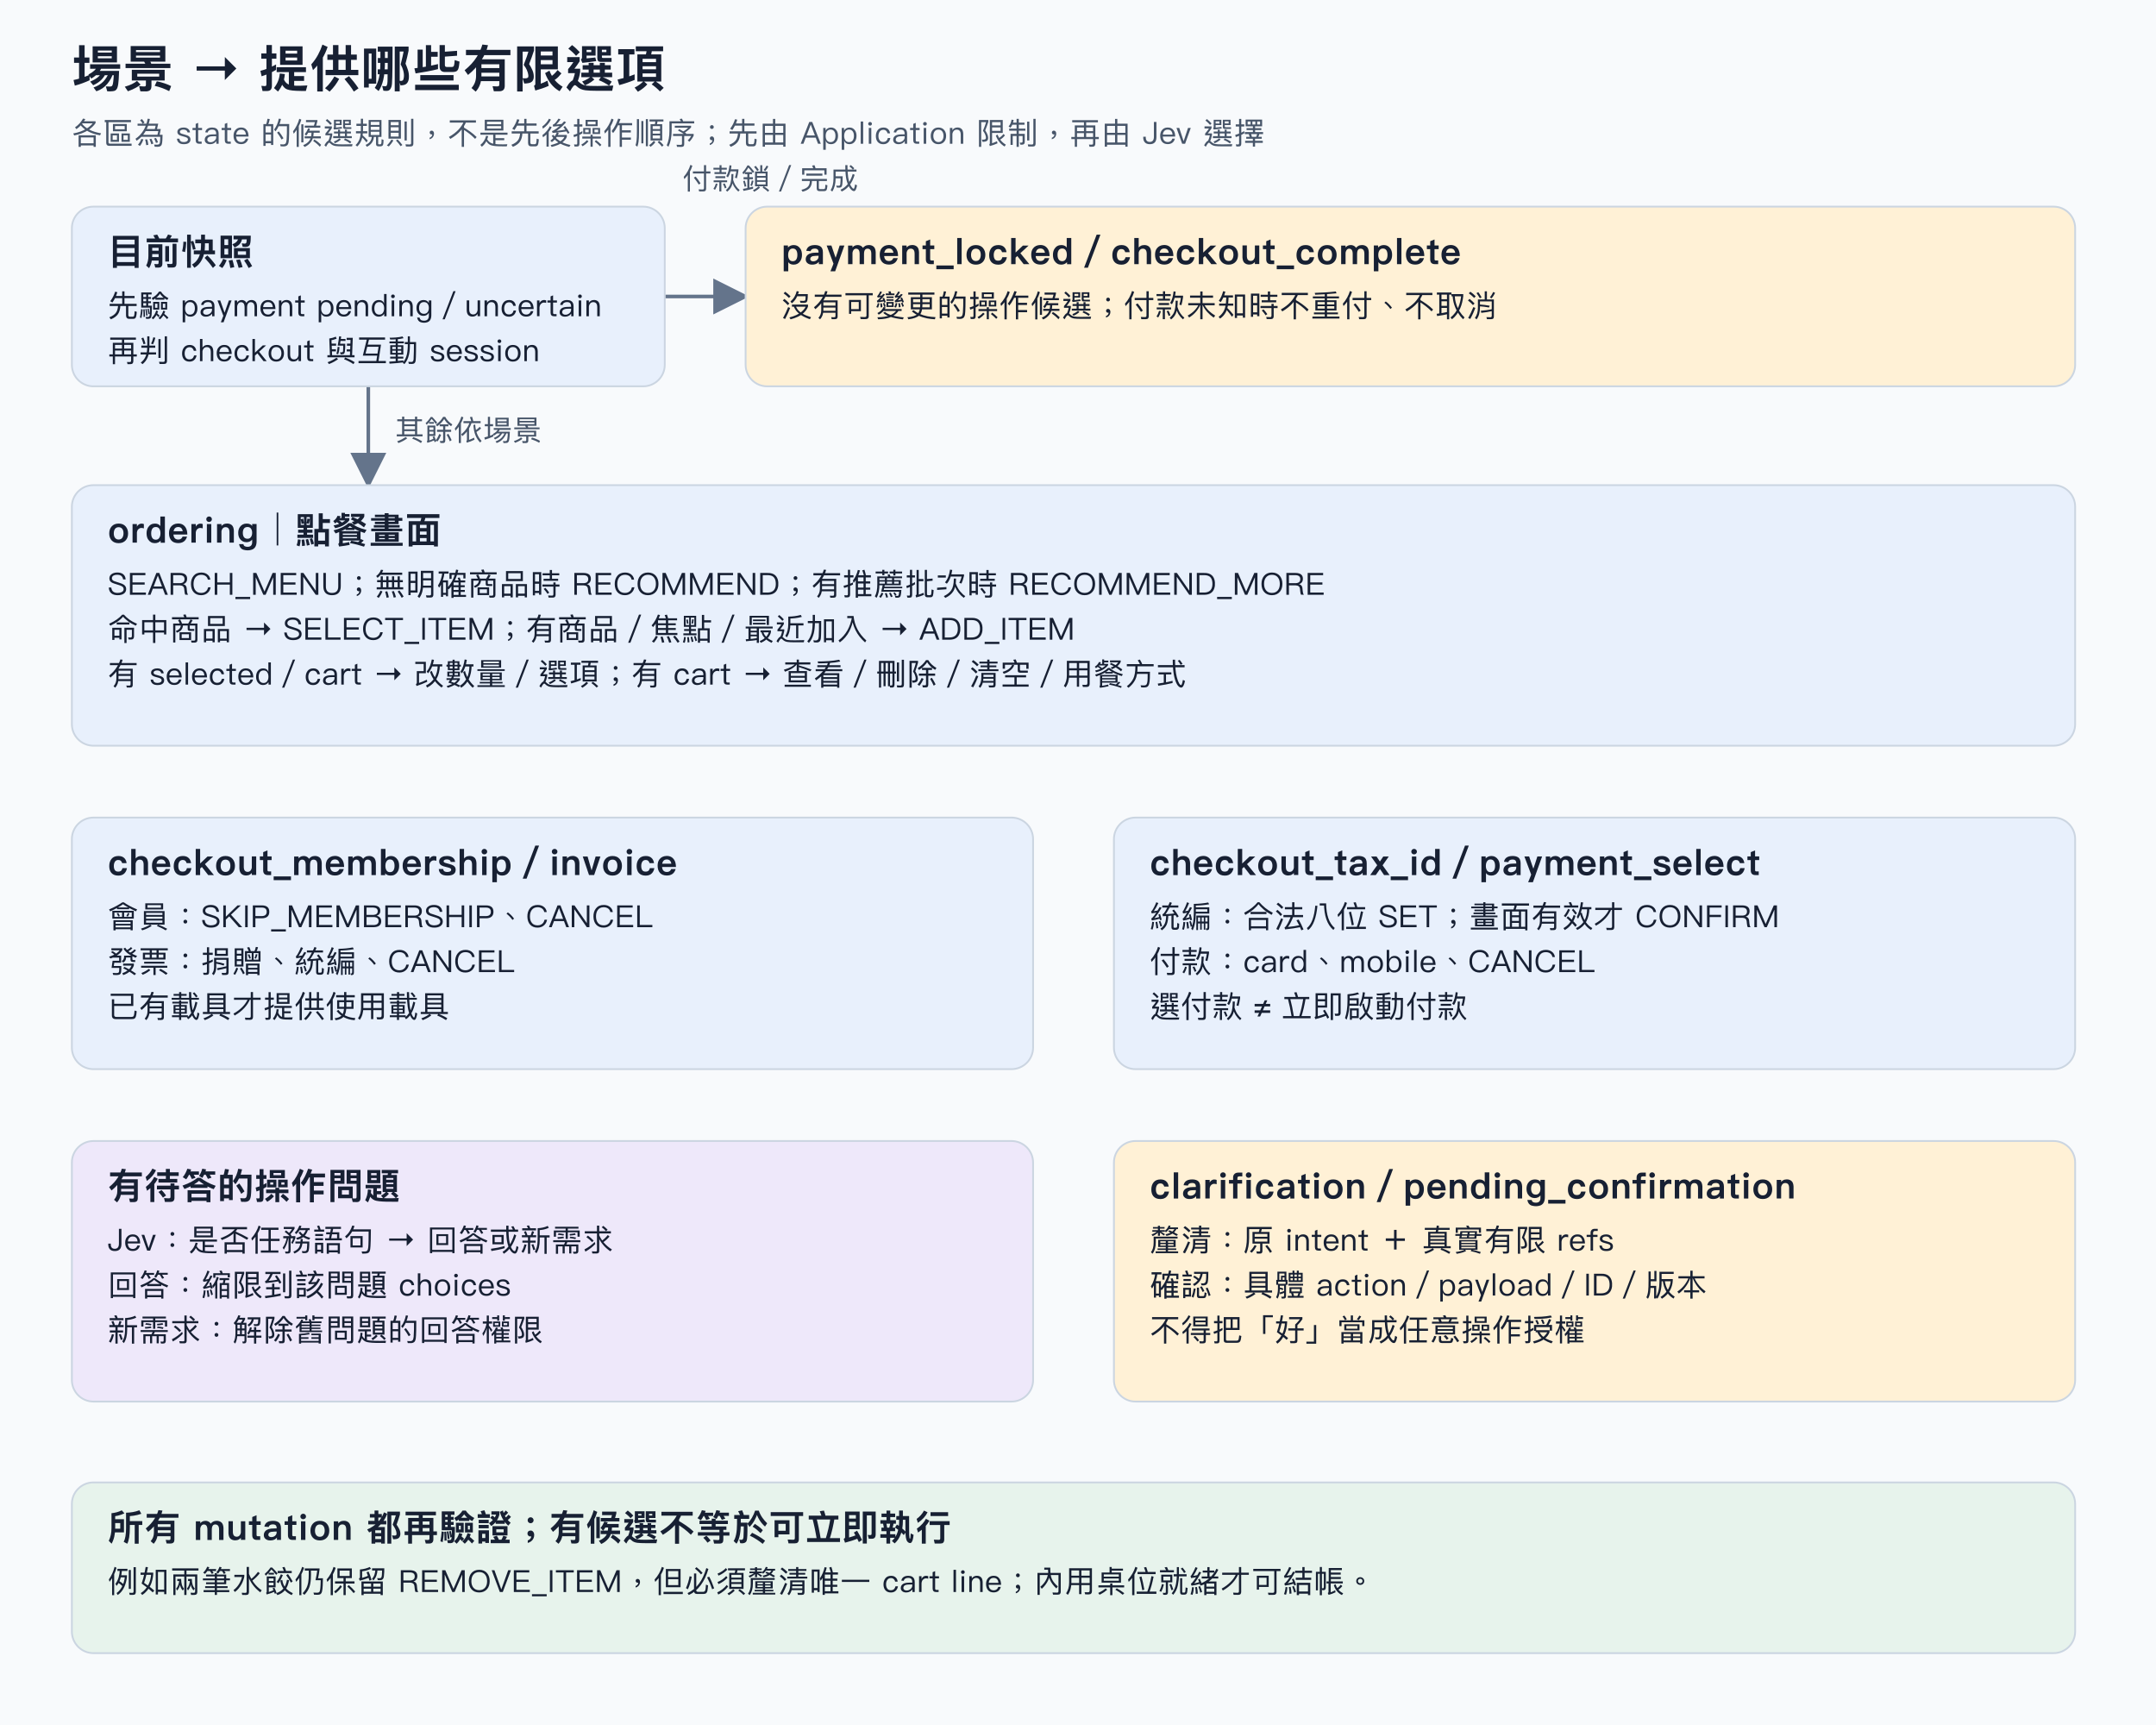 場景 → 提供哪些有限選項
各區為 state 的候選規則，不是先後操作順序；先由 Application 限制，再由 Jev 選擇
付款鎖 / 完成
目前快照
先驗 payment pending / uncertain
再判 checkout 與互動 session
payment_locked / checkout_complete
沒有可變更的操作候選；付款未知時不重付、不取消
其餘依場景
ordering｜點餐畫面
SEARCH_MENU；無明確商品時 RECOMMEND；有推薦批次時 RECOMMEND_MORE
命中商品 → SELECT_ITEM；有商品 / 焦點 / 最近加入 → ADD_ITEM
有 selected / cart → 改數量 / 選項；有 cart → 查看 / 刪除 / 清空 / 用餐方式
checkout_membership / invoice
會員：SKIP_MEMBERSHIP、CANCEL
發票：捐贈、統編、CANCEL
已有載具才提供使用載具
checkout_tax_id / payment_select
統編：合法八位 SET；畫面有效才 CONFIRM
付款：card、mobile、CANCEL
選付款 ≠ 立即啟動付款
有待答的操作問題
Jev：是否任務語句 → 回答或新需求
回答：縮限到該問題 choices
新需求：解除舊問題的回答權限
clarification / pending_confirmation
釐清：原 intent ＋ 真實有限 refs
確認：具體 action / payload / ID / 版本
不得把「好」當成任意操作授權
所有 mutation 都再驗證；有候選不等於可立即執行
例如兩筆水餃仍保留 REMOVE_ITEM，但必須釐清唯一 cart line；內用桌位就緒才可結帳。